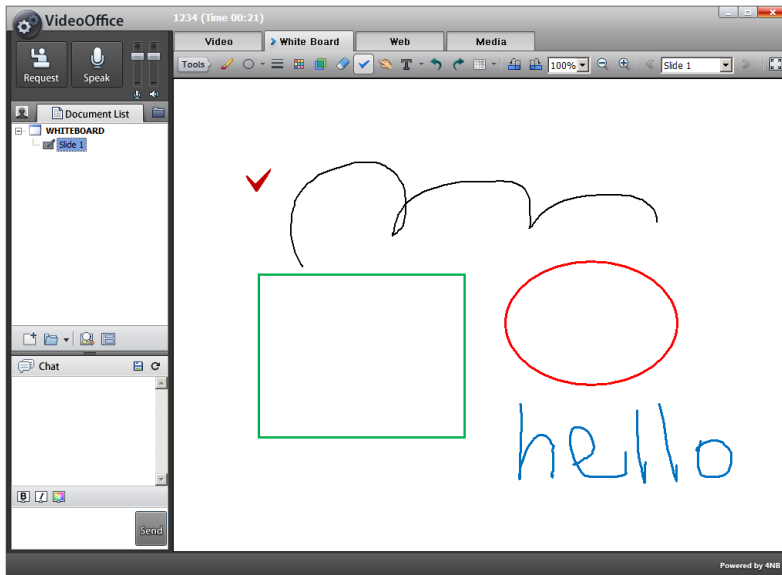 VideoOffice
1234 (Time 00:21)
Video
White Board
Web
Media
Request
Speak
Tools
T
100%
Slide 1
Document List
WHITEBOARD
Slide 1
Chat
B I
Send
hello
Powered by 4NB